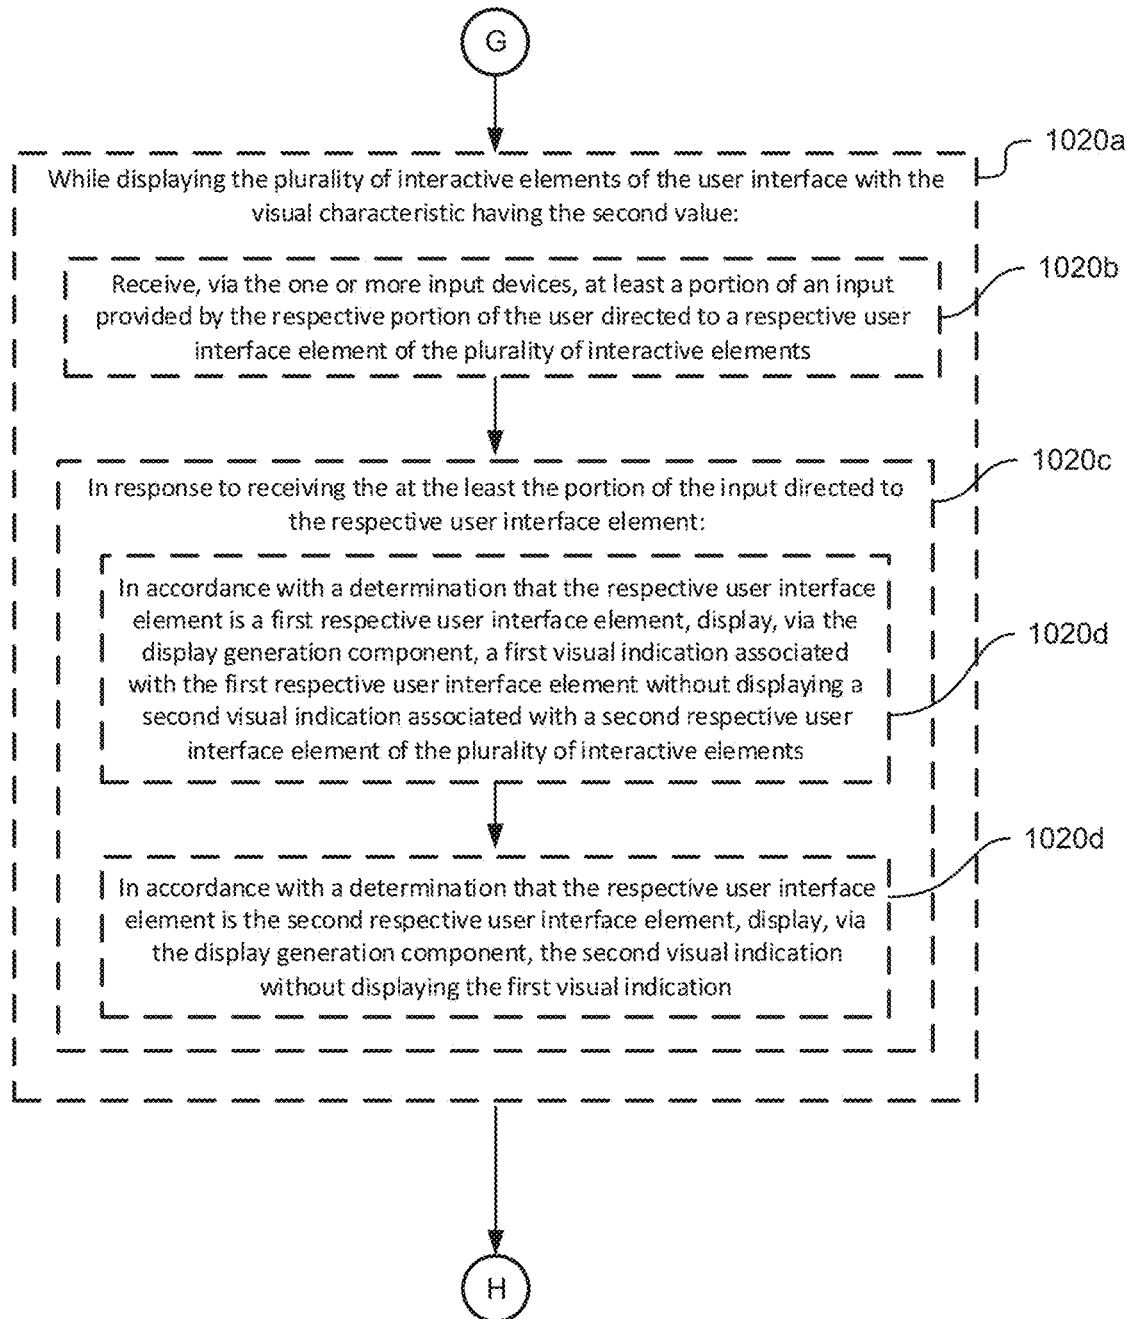 G
1020a
While displaying the plurality of interactive elements of the user interface with the
visual characteristic having the second value:
1020b
Receive, via the one or more input devices, at least a portion of an input
provided by the respective portion of the user directed to a respective user
interface element of the plurality of interactive elements
1020c
In response to receiving the at the least the portion of the input directed to
the respective user interface element:
In accordance with a determination that the respective user interface
element is a first respective user interface element, display, via the
display generation component, a first visual indication associated
with the first respective user interface element without displaying a
second visual indication associated with a second respective user
interface element of the plurality of interactive elements
1020d
1020d
In accordance with a determination that the respective user interface
element is the second respective user interface element, display, via
the display generation component, the second visual indication
without displaying the first visual indication
H